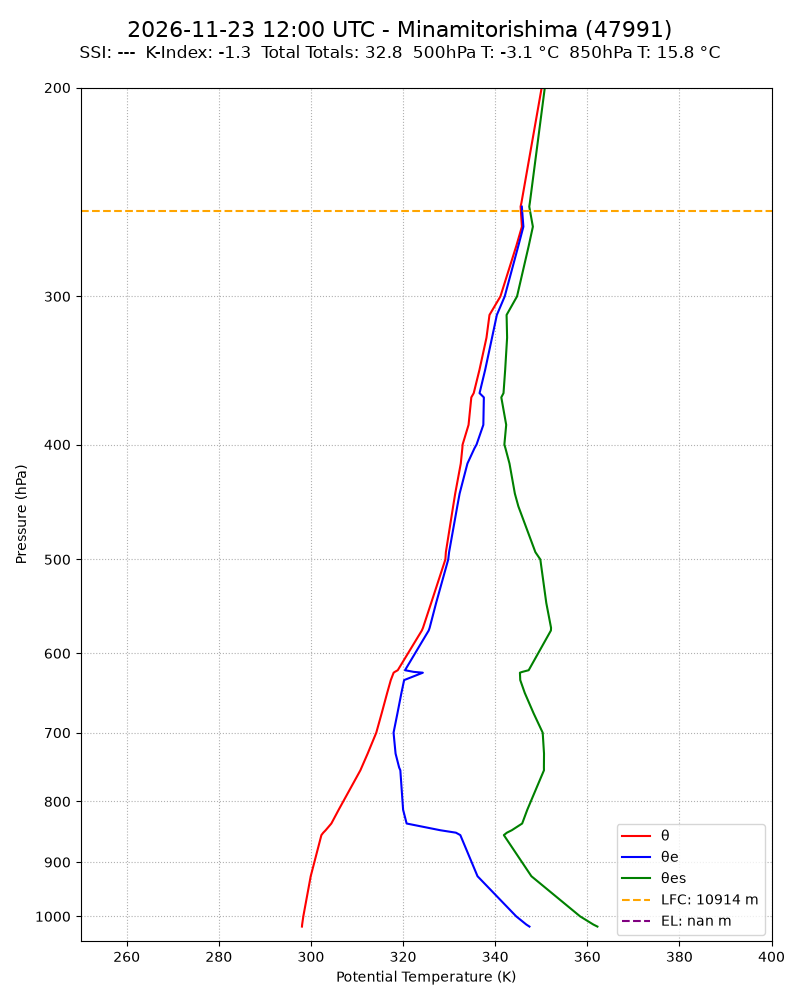 2026-11-23 12:00 UTC - Minamitorishima (47991)
SSI: --- K-Index: -1.3 Total Totals: 32.8 500hPa T: -3.1 °C 850hPa T: 15.8 °C
200
300
400
500
600
700
800
900
1000
Pressure (hPa)
θ
θe
θes
LFC: 10914 m
EL: nan m
260 280 300 320 340 360 380 400
Potential Temperature (K)